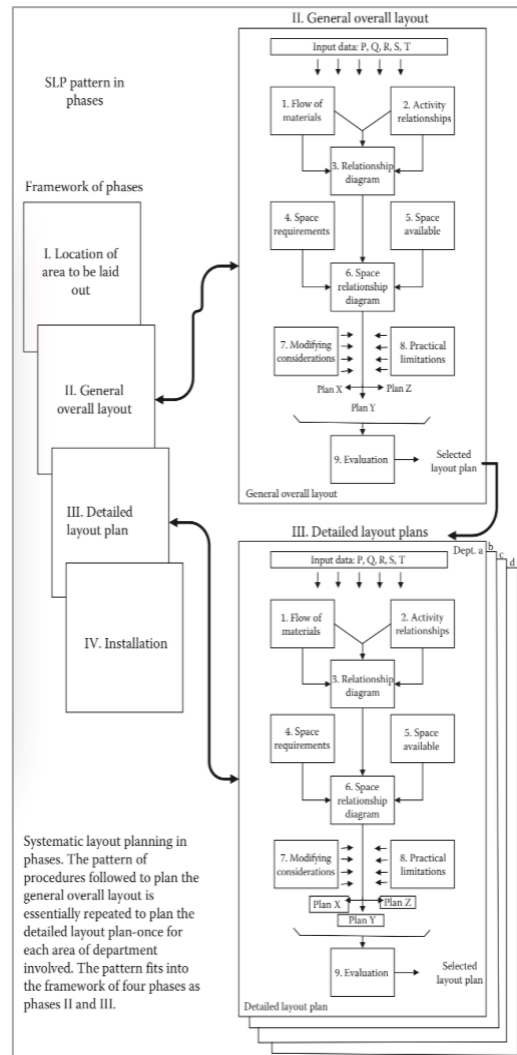 SLP pattern in
phases
Framework of phases
I. Location of
area to be laid
out
II. General
overall layout
III. Detailed
layout plan
IV. Installation
Systematic layout planning in
phases. The pattern of
procedures followed to plan the
general overall layout is
essentially repeated to plan the
detailed layout plan-once for
each area of department
involved. The pattern fits into
the framework of four phases as
phases II and III.
II. General overall layout
Input data: P, Q, R, S, T
1. Flow of
materials
2. Activity
relationships
3. Relationship
diagram
4. Space
requirements
5. Space
available
6. Space
relationship
diagram
7. Modifying
considerations
8. Practical
limitations
Plan X
Plan Z
Plan Y
9. Evaluation
Selected
layout plan
General overall layout
III. Detailed layout plans
Dept. a
b
c
d
Input data: P, Q, R, S, T
1. Flow of
materials
2. Activity
relationships
3. Relationship
diagram
4. Space
requirements
5. Space
available
6. Space
relationship
diagram
7. Modifying
considerations
8. Practical
limitations
Plan X
Plan Z
Plan Y
9. Evaluation
Selected
layout plan
Detailed layout plan